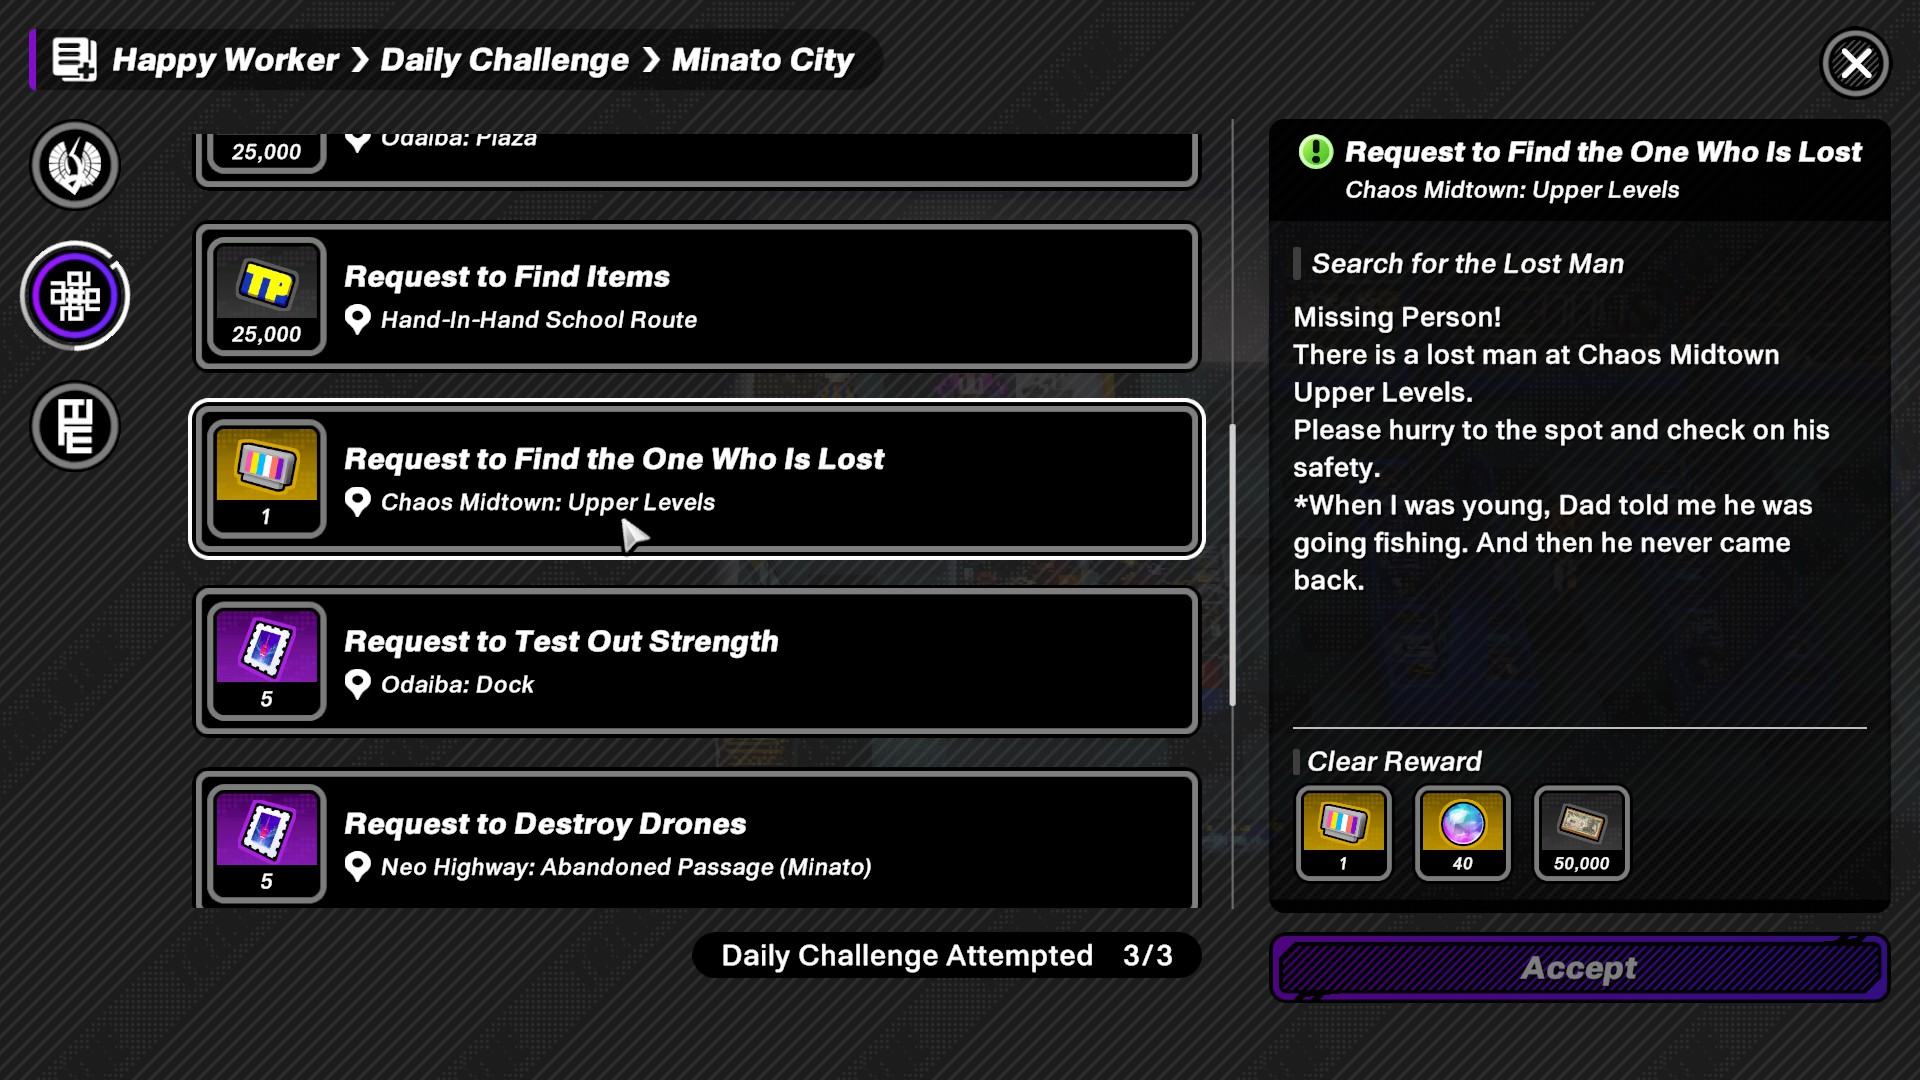 Happy Worker > Daily Challenge > Minato City
25,000
Odaiba: Plaza
TP
25,000
Request to Find Items
Hand-In-Hand School Route
1
Request to Find the One Who Is Lost
Chaos Midtown: Upper Levels
5
Request to Test Out Strength
Odaiba: Dock
5
Request to Destroy Drones
Neo Highway: Abandoned Passage (Minato)
Daily Challenge Attempted 3/3
Request to Find the One Who Is Lost
Chaos Midtown: Upper Levels
Search for the Lost Man
Missing Person!
There is a lost man at Chaos Midtown
Upper Levels.
Please hurry to the spot and check on his
safety.
*When I was young, Dad told me he was
going fishing. And then he never came
back.
Clear Reward
1
40
50,000
Accept